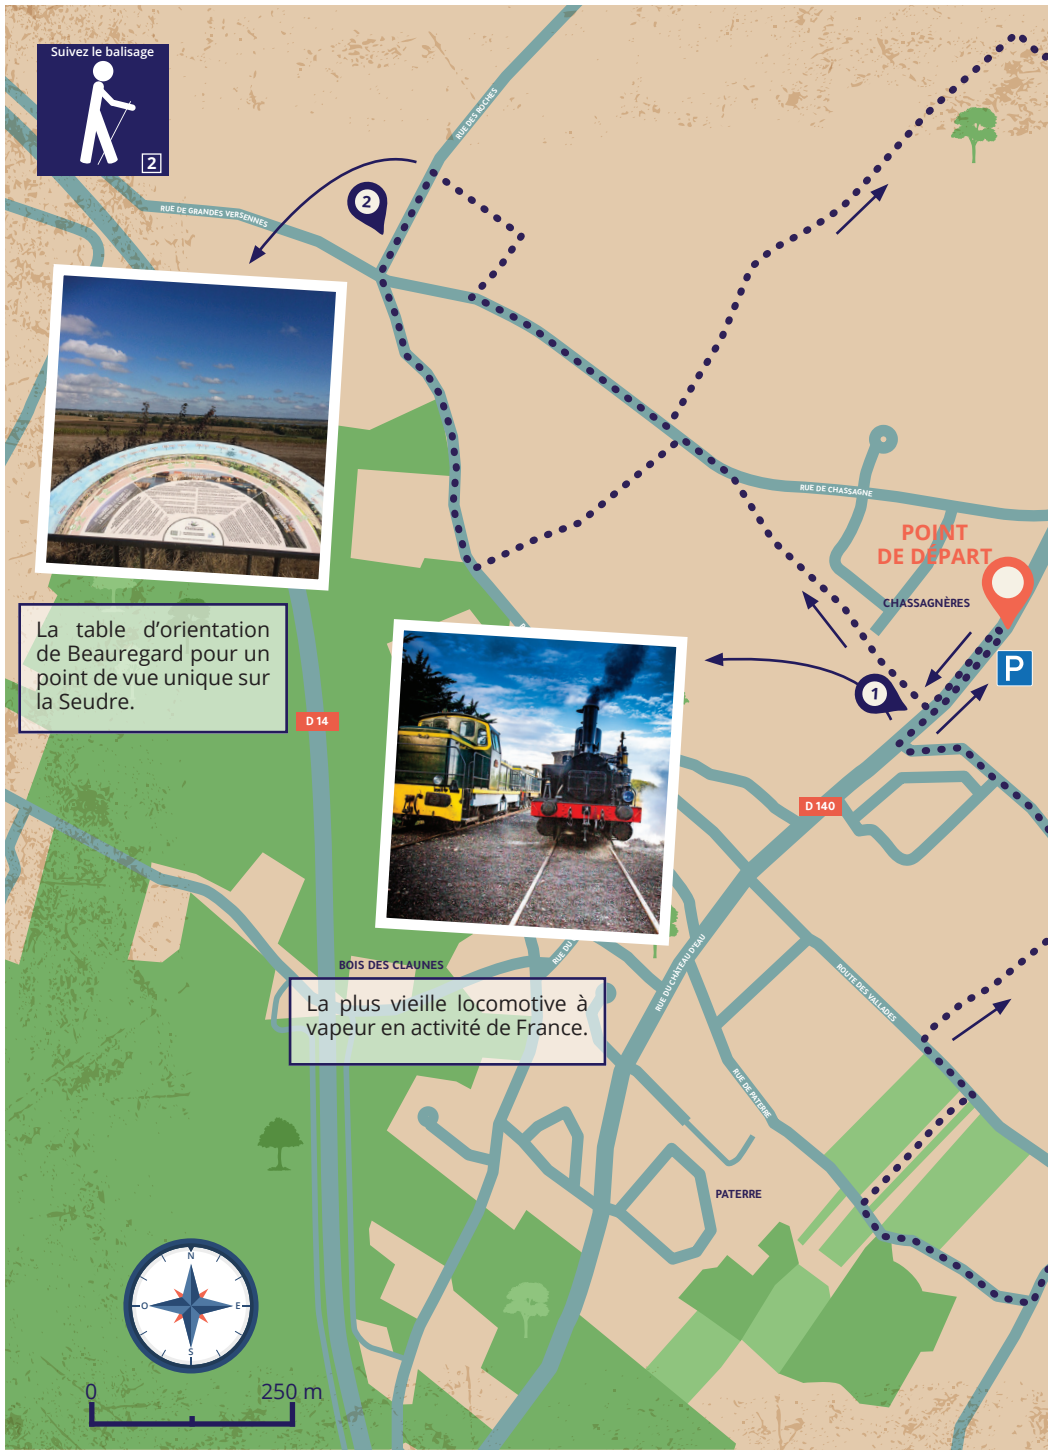 Suivez le balisage
2
RUE DES ROCHES
2
RUE DE GRANDES VERSENNES
RUE DE CHASSAGNE
POINT
DE DÉPART
CHASSAGNÈRES
P
1
La table d'orientation
de Beauregard pour un
point de vue unique sur
la Seudre.
D 14
D 140
BOIS DES CLAUNES
RUE DU
RUE DU CHÂTEAU D'EAU
ROUTE DES VALLADES
La plus vieille locomotive à
vapeur en activité de France.
RUE DE PATERRE
PATERRE
N
O
E
S
0
250 m